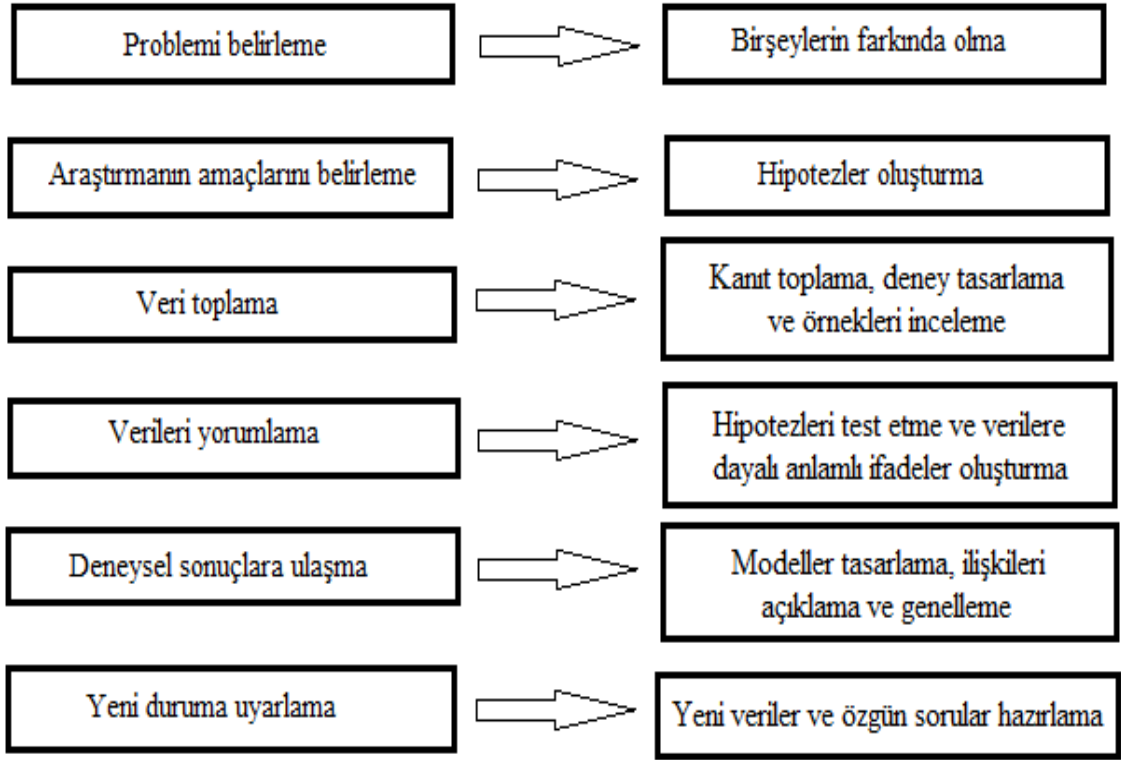 Problemi belirleme
Birşeylerin farkında olma
Araştırmanın amaçlarını belirleme
Hipotezler oluşturma
Veri toplama
Kanıt toplama, deney tasarlama
ve örnekleri inceleme
Verileri yorumlama
Hipotezleri test etme ve verilere
dayalı anlamlı ifadeler oluşturma
Deneysel sonuçlara ulaşma
Modeller tasarlama, ilişkileri
açıklama ve genelleme
Yeni duruma uyarlama
Yeni veriler ve özgün sorular hazırlama